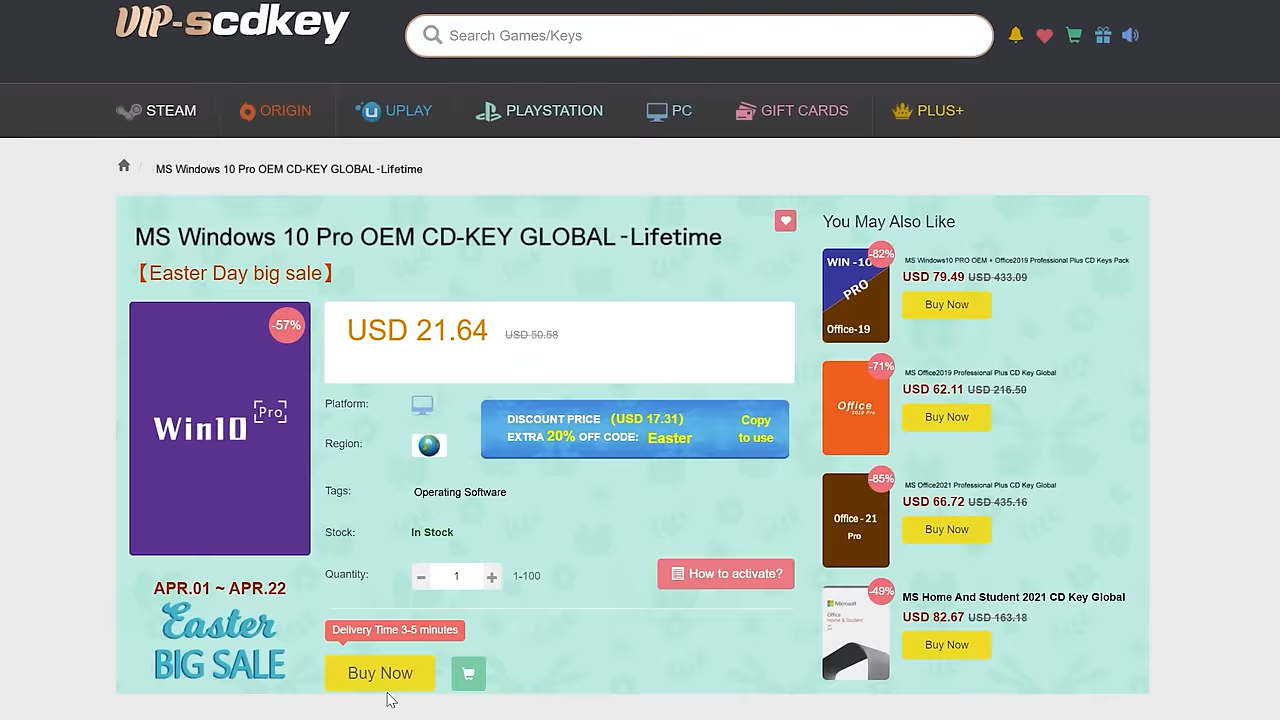 VIP-scdkey
Search Games/Keys
STEAM
ORIGIN
UPLAY
PLAYSTATION
PC
GIFT CARDS
PLUS+
MS Windows 10 Pro OEM CD-KEY GLOBAL -Lifetime
MS Windows 10 Pro OEM CD-KEY GLOBAL -Lifetime
【Easter Day big sale】
-57%
Win10 Pro
APR.01 ~ APR.22
Easter
BIG SALE
USD 21.64 USD 50.58
Platform:
Region:
DISCOUNT PRICE (USD 17.31)
EXTRA 20% OFF CODE: Easter
Copy
to use
Tags: Operating Software
Stock: In Stock
Quantity: - 1 + 1-100
How to activate?
Delivery Time 3-5 minutes
Buy Now
You May Also Like
WIN -10
PRO
Office-19
-82%
MS Windows10 PRO OEM + Office2019 Professional Plus CD Keys Pack
USD 79.49 USD 433.09
Buy Now
Office
2019 Pro
-71%
MS Office2019 Professional Plus CD Key Global
USD 62.11 USD 216.50
Buy Now
Office - 21
Pro
-85%
MS Office2021 Professional Plus CD Key Global
USD 66.72 USD 435.16
Buy Now
Microsoft
Office
Home & Student
-49%
MS Home And Student 2021 CD Key Global
USD 82.67 USD 163.18
Buy Now